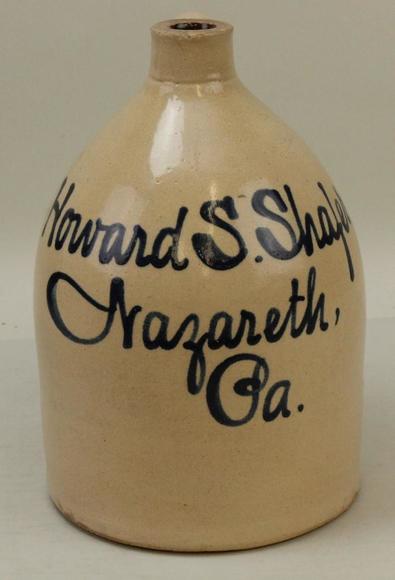 Howard S.
Nazareth,
Pa.